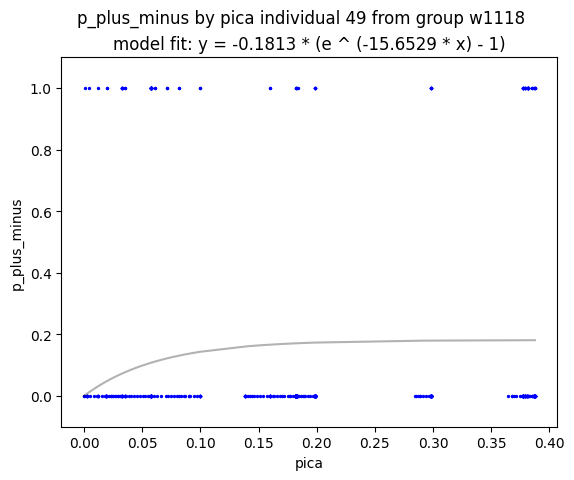 p_plus_minus by pica individual 49 from group w1118
model fit: y = -0.1813 * (e ^ (-15.6529 * x) - 1)
1.0
0.8
0.6
0.4
0.2
0.0
p_plus_minus
0.00 0.05 0.10 0.15 0.20 0.25 0.30 0.35 0.40
pica